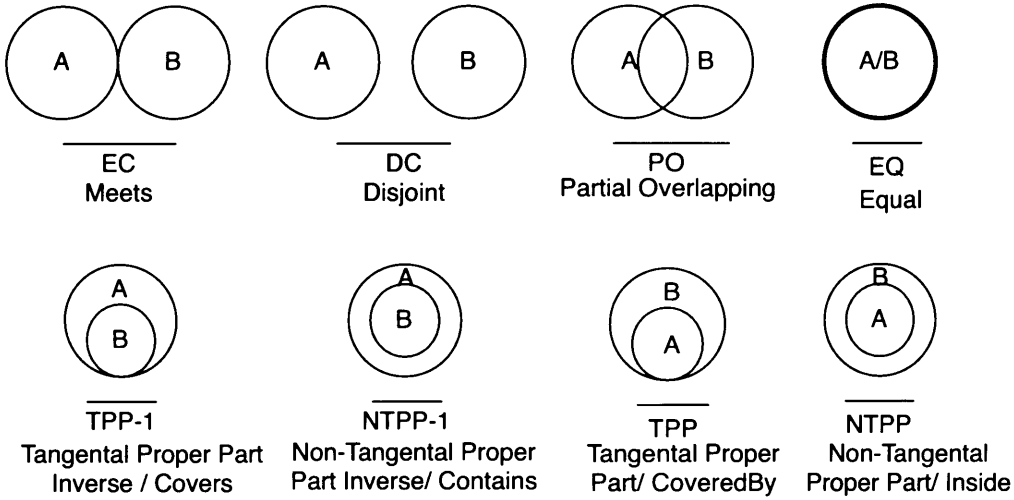 A B
EC
Meets
A B
DC
Disjoint
A B
PO
Partial Overlapping
A/B
EQ
Equal
A
B
TPP-1
Tangental Proper Part
Inverse / Covers
A
B
NTPP-1
Non-Tangental Proper
Part Inverse/ Contains
B
A
TPP
Tangental Proper
Part/ CoveredBy
B
A
NTPP
Non-Tangental
Proper Part/ Inside